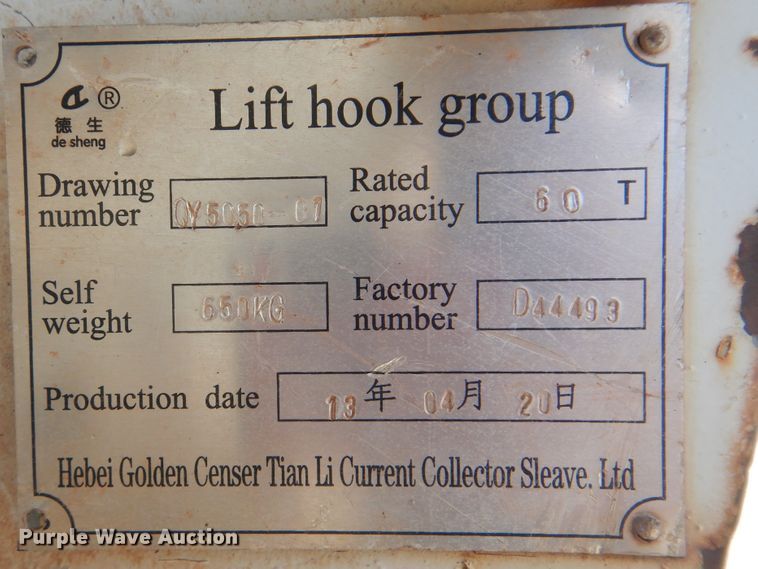 ®
德生
de sheng
Lift hook group
Drawing number QY5050-01
Rated capacity 60 T
Self weight 650KG
Factory number D44493
Production date 13年 04月 20日
Hebei Golden Censer Tian Li Current Collector Sleave. Ltd
Purple Wave Auction